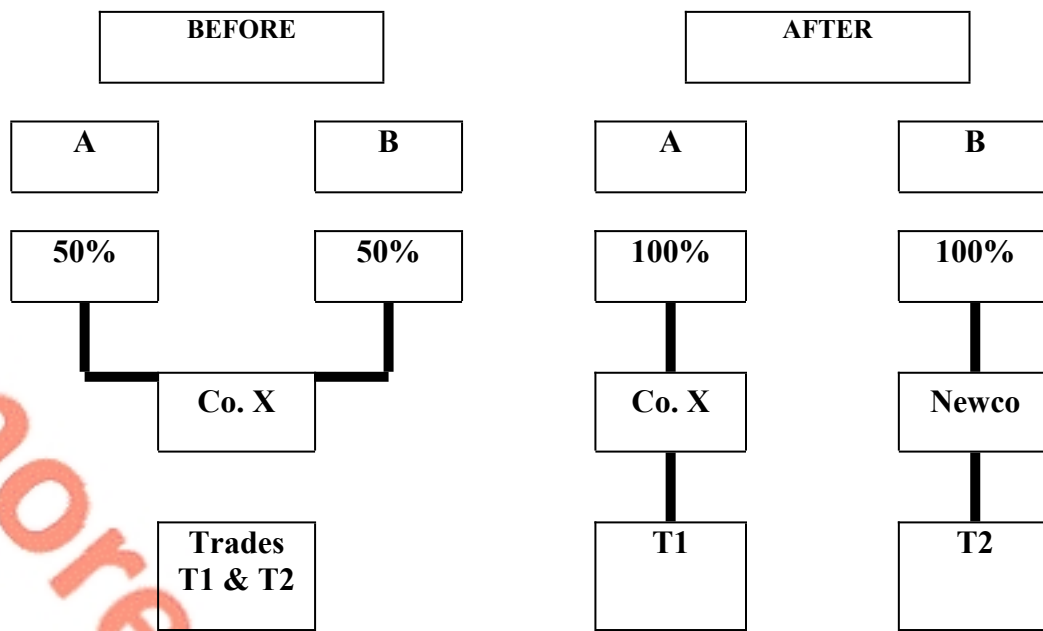 BEFORE
AFTER
A
B
A
B
50%
50%
100%
100%
Co. X
Co. X
Newco
Trades
T1 & T2
T1
T2